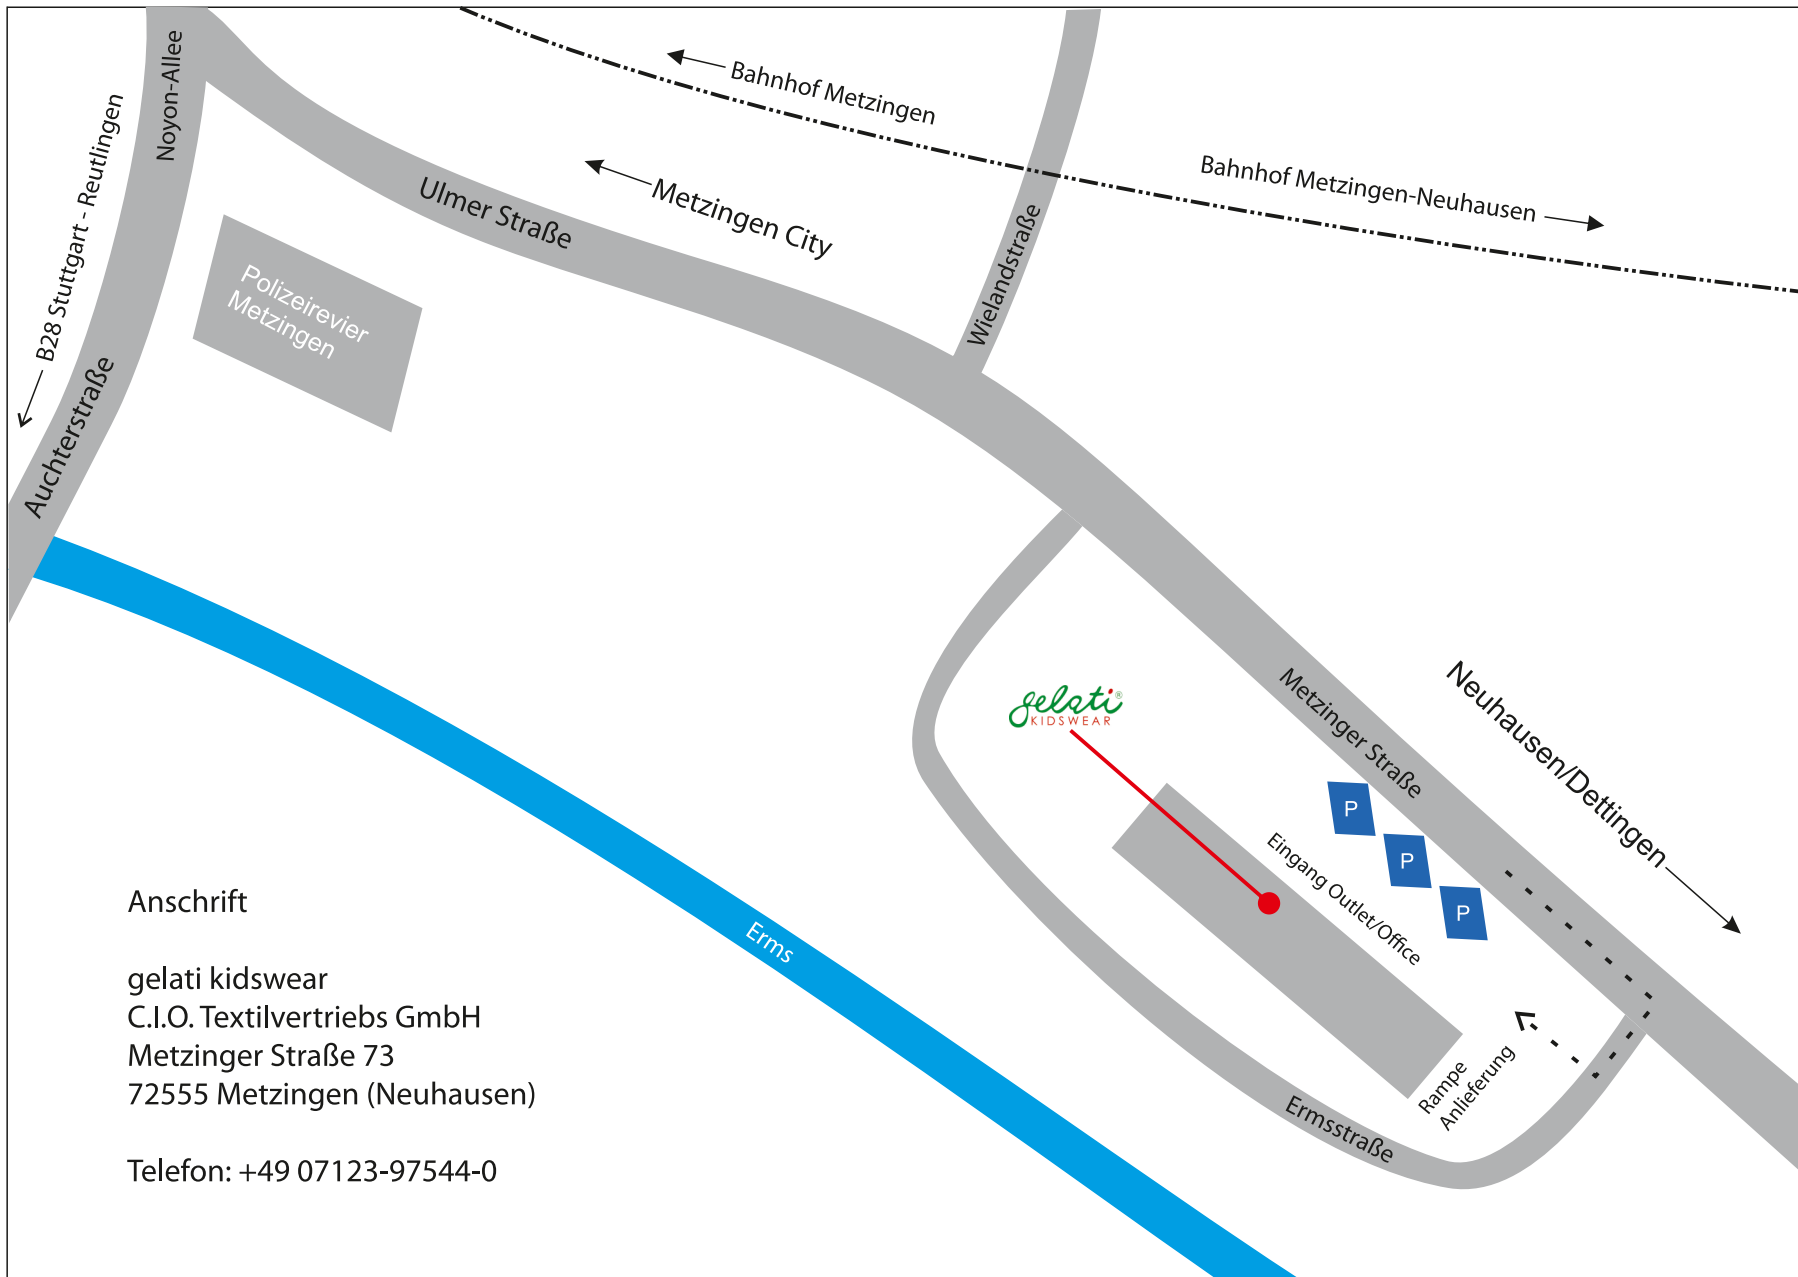 Noyon-Allee
B28 Stuttgart - Reutlingen
Auchterstraße
Bahnhof Metzingen
Bahnhof Metzingen-Neuhausen
Ulmer Straße
Metzingen City
Wielandstraße
Polizeirevier
Metzingen
gelati®
KIDSWEAR
Metzinger Straße
Neuhausen/Dettingen
P
P
P
Eingang Outlet/Office
Rampe
Anlieferung
Ermsstraße
Erms
Anschrift
gelati kidswear
C.I.O. Textilvertriebs GmbH
Metzinger Straße 73
72555 Metzingen (Neuhausen)
Telefon: +49 07123-97544-0